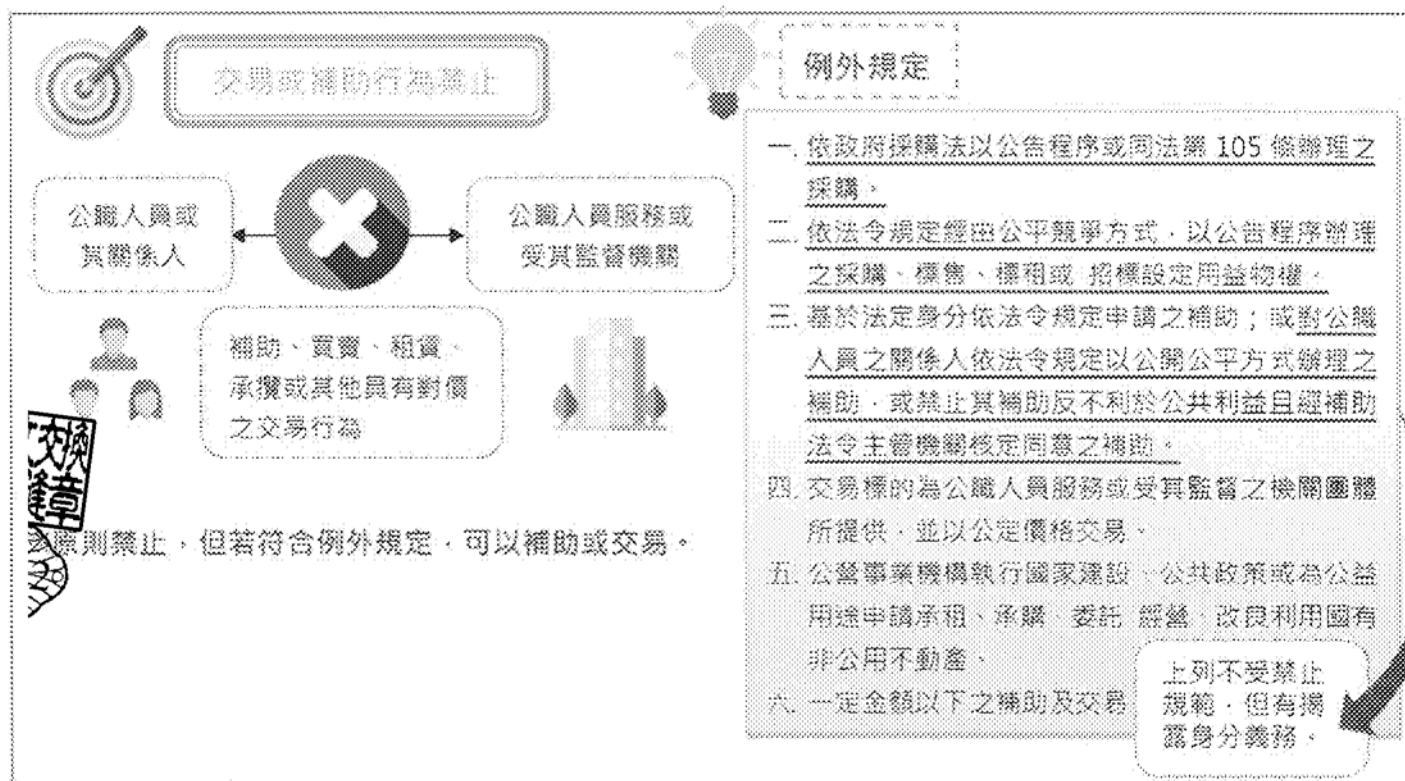 交易或補助行為禁止
公職人員或
其關係人
公職人員服務或
受其監督機關
補助、買賣、租賃、
承攬或其他具有對價
之交易行為
原則禁止，但若符合例外規定，可以補助或交易。
例外規定
一. 依政府採購法以公告程序或同法第 105 條辦理之
採購。
二. 依法令規定經由公平競爭方式，以公告程序辦理
之採購、標售、標租或 招標設定用益物權。
三. 基於法定身分依法令規定申請之補助；或對公職
人員之關係人依法令規定以公開公平方式辦理之
補助，或禁止其補助反不利於公共利益且經補助
法令主管機關核定同意之補助。
四. 交易標的為公職人員服務或受其監督之機關團體
所提供，並以公定價格交易。
五. 公營事業機構執行國家建設、公共政策或為公益
用途申請承租、承購、委託 經營、改良利用國有
非公用不動產。
六. 一定金額以下之補助及交易
上列不受禁止
規範，但有揭
露身分義務。
換
章